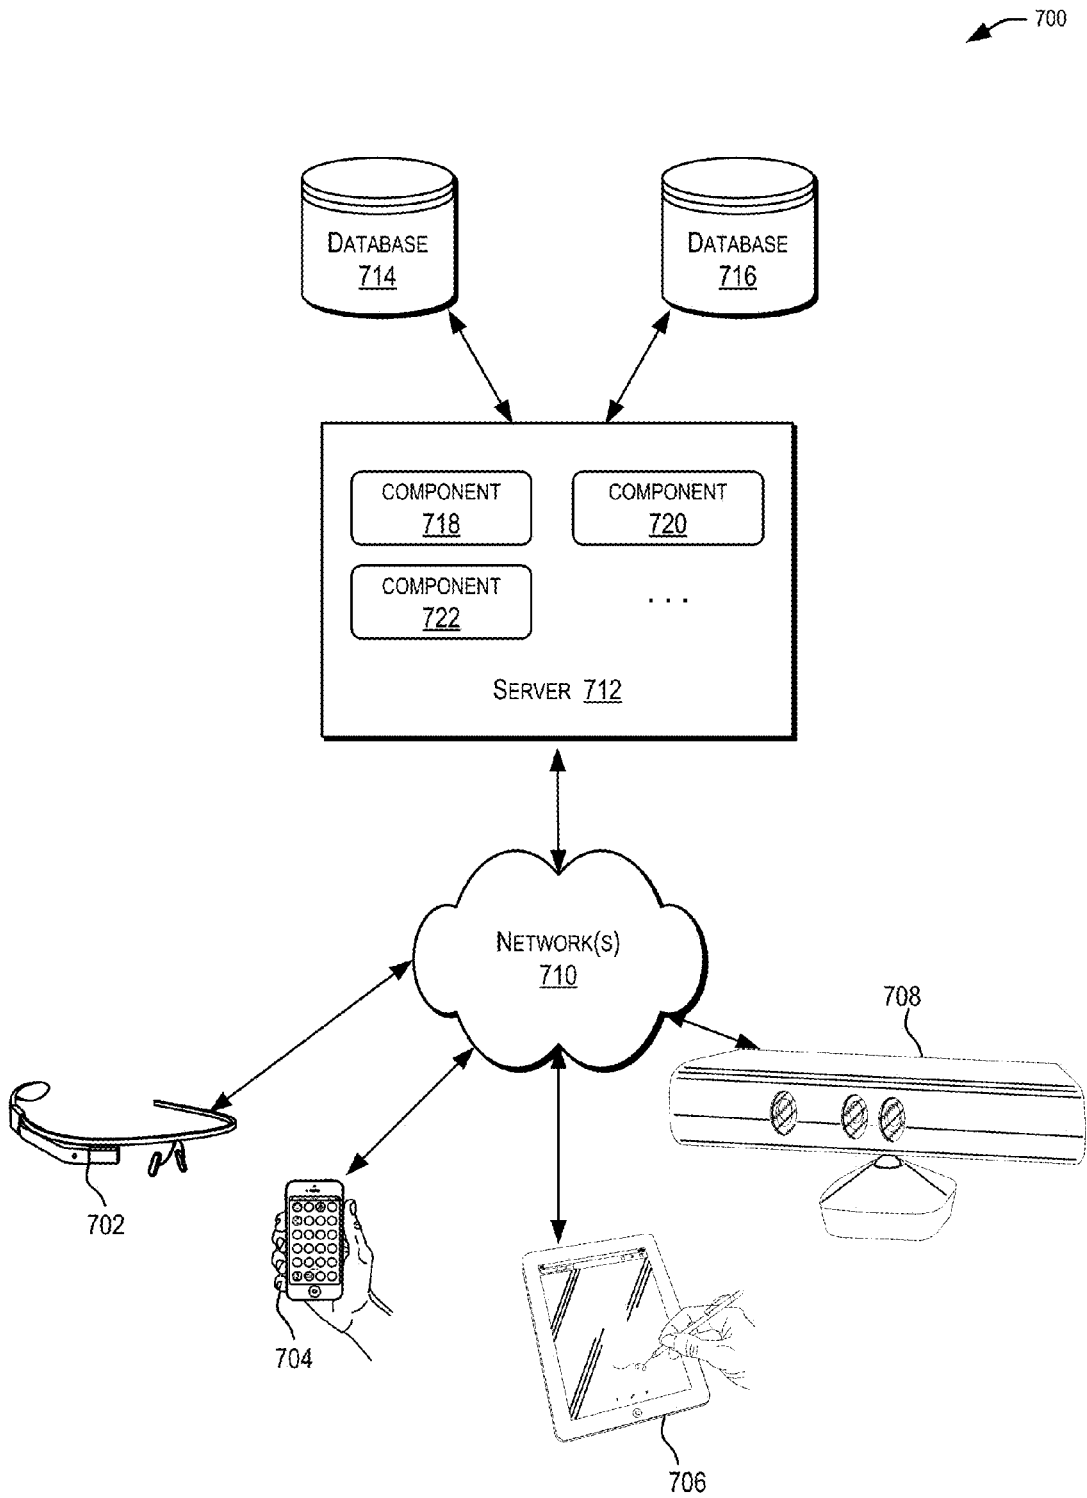 700
DATABASE
714
DATABASE
716
COMPONENT
718
COMPONENT
720
COMPONENT
722
. . .
SERVER 712
NETWORK(S)
710
708
702
704
706